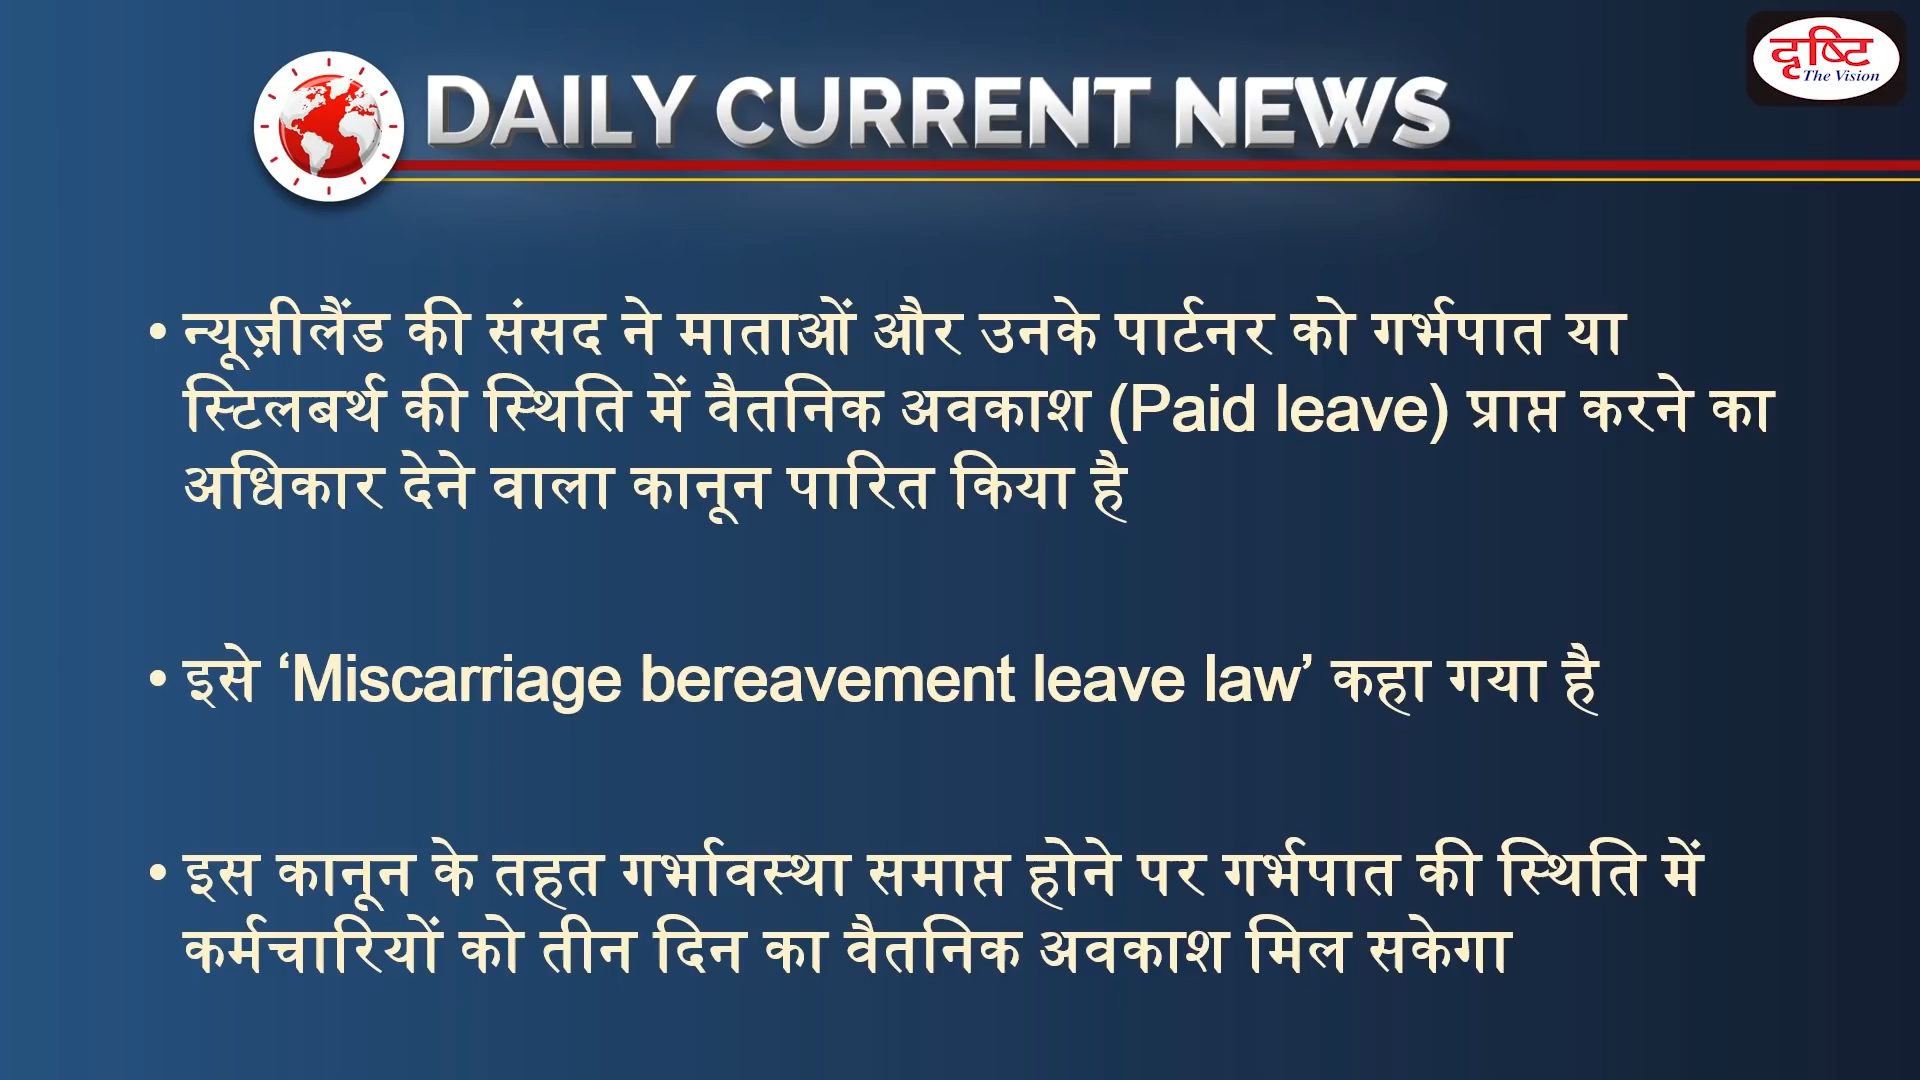 दृष्टि
The Vision
DAILY CURRENT NEWS
• न्यूज़ीलैंड की संसद ने माताओं और उनके पार्टनर को गर्भपात या
स्टिलबर्थ की स्थिति में वैतनिक अवकाश (Paid leave) प्राप्त करने का
अधिकार देने वाला कानून पारित किया है
• इसे ‘Miscarriage bereavement leave law’ कहा गया है
• इस कानून के तहत गर्भावस्था समाप्त होने पर गर्भपात की स्थिति में
कर्मचारियों को तीन दिन का वैतनिक अवकाश मिल सकेगा